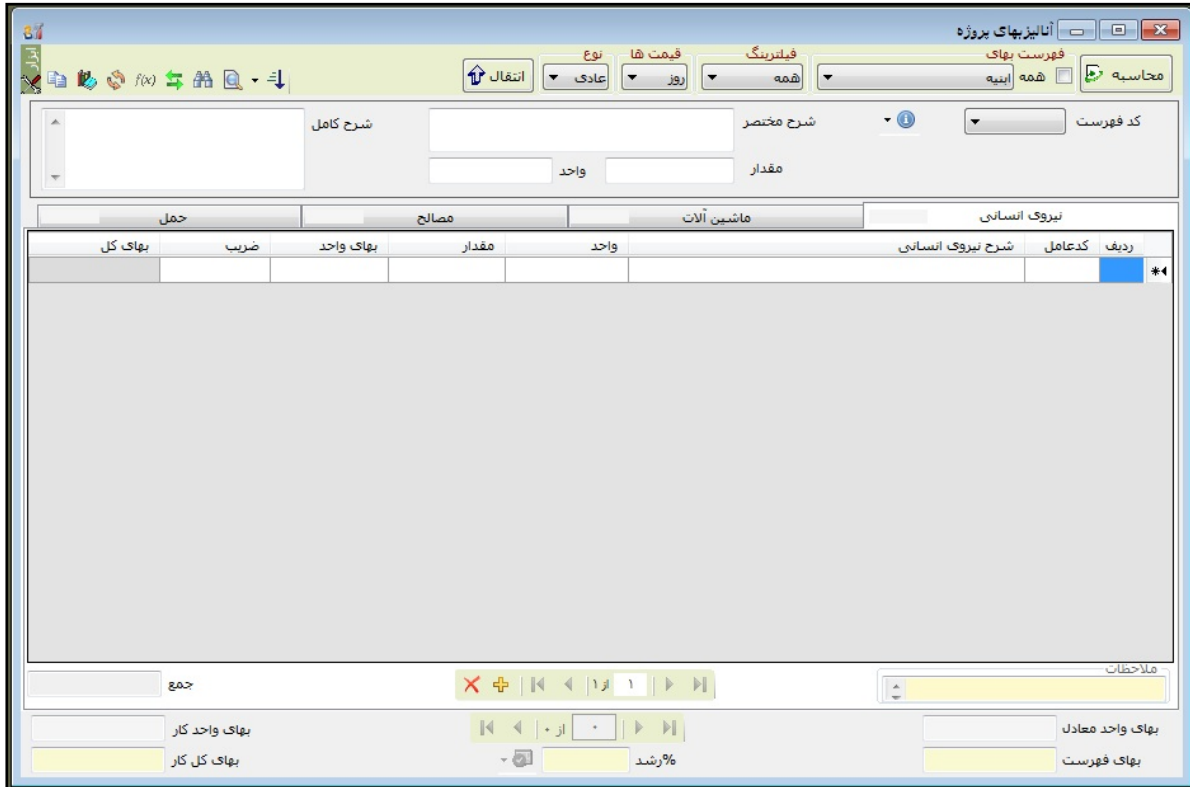 آنالیزبهای پروژه
فهرست بهای فیلترینگ قیمت ها نوع ابزار
محاسبه همه ابنیه همه روز عادی انتقال f(x)
کد فهرست شرح مختصر شرح کامل
مقدار واحد
نیروی انسانی ماشین آلات مصالح حمل
ردیف کدعامل شرح نیروی انسانی واحد مقدار بهای واحد ضریب بهای کل
ملاحظات
۱ از ۱ جمع
بهای واحد معادل ۰ از ۰ بهای واحد کار
بهای فهرست %رشد بهای کل کار